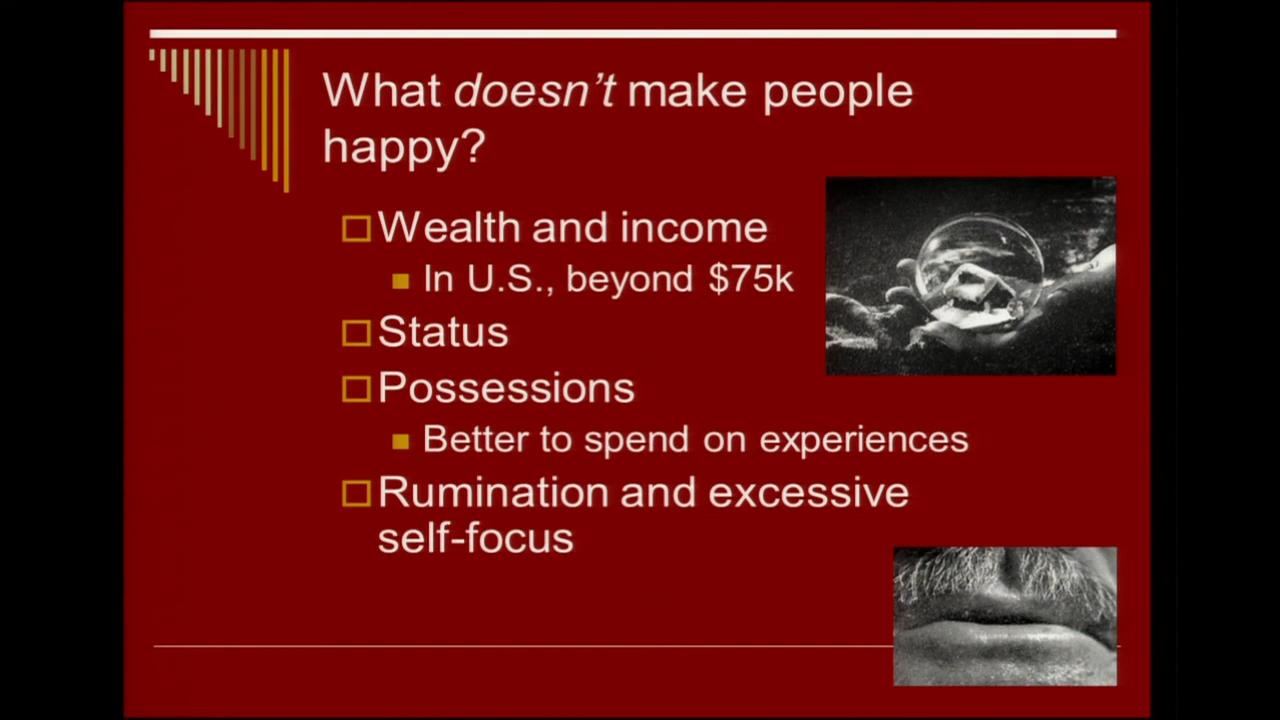 What doesn't make people
happy?
Wealth and income
In U.S., beyond $75k
Status
Possessions
Better to spend on experiences
Rumination and excessive
self-focus